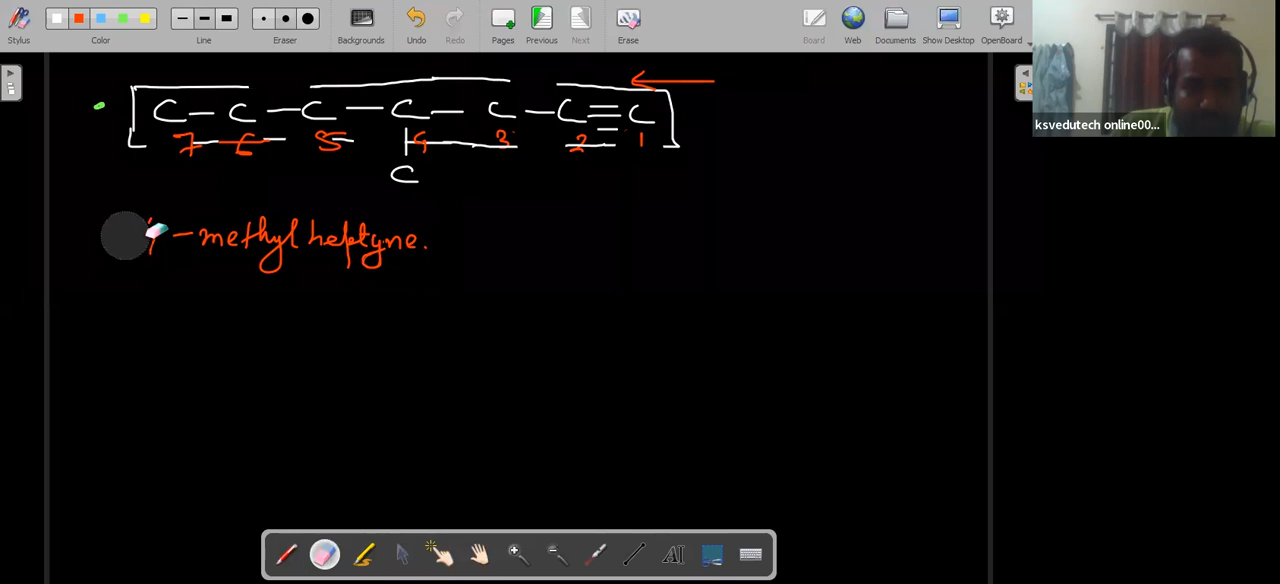 Stylus
Color
Line
Eraser
Backgrounds
Undo
Redo
Pages
Previous
Next
Erase
Board
Web
Documents
Show Desktop
OpenBoard
ksvedutech online00...
C – C – C – C – C – C ≡ C
7 6 5 4 3 2 1
C
– methyl heptyne.
AI